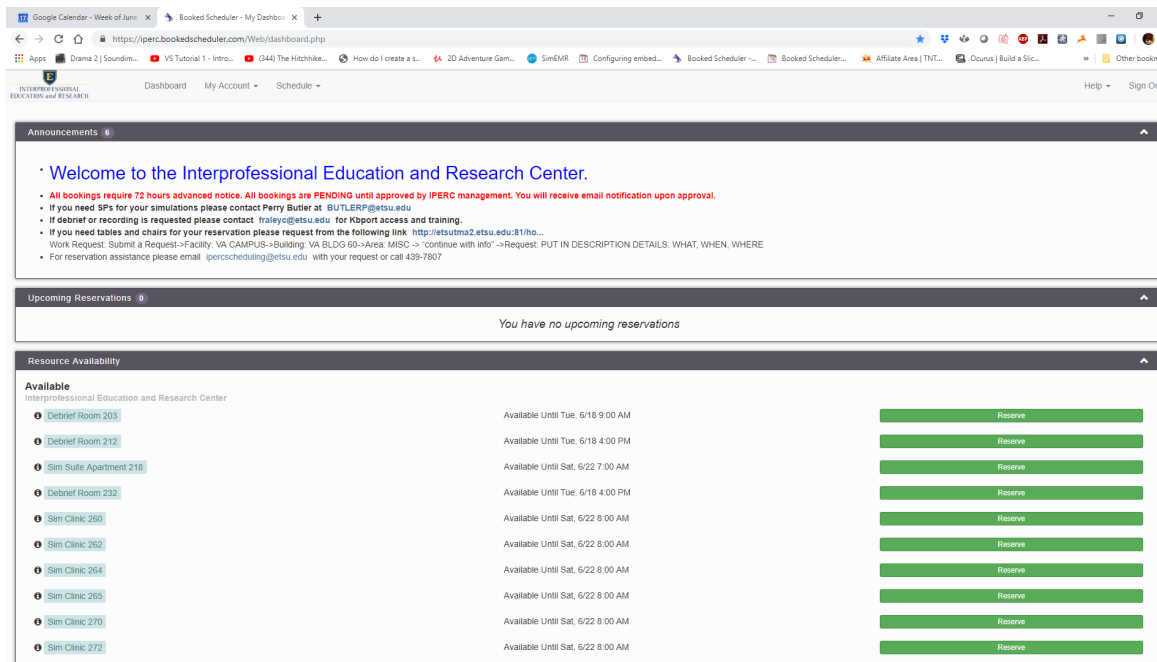 Google Calendar - Week of June
Booked Scheduler - My Dashboa
https://iperc.bookedscheduler.com/Web/dashboard.php
Apps Drama 2 | Soundim... VS Tutorial 1 - Intro... (344) The Hitchhike... How do I create a s... 2D Adventure Gam... SimEMR Configuring embed... Booked Scheduler -... Booked Scheduler... Affiliate Area | TNT... Ocurus | Build a Slic... » Other bookm
E
INTERPROFESSIONAL
EDUCATION and RESEARCH
Dashboard My Account Schedule Help Sign Ou
Announcements 6
Welcome to the Interprofessional Education and Research Center.
All bookings require 72 hours advanced notice. All bookings are PENDING until approved by IPERC management. You will receive email notification upon approval.
If you need SPs for your simulations please contact Perry Butler at BUTLERP@etsu.edu
If debrief or recording is requested please contact fraleyc@etsu.edu for Kbport access and training.
If you need tables and chairs for your reservation please request from the following link http://etsutma2.etsu.edu:81/ho...
Work Request: Submit a Request->Facility: VA CAMPUS->Building: VA BLDG 60->Area: MISC -> “continue with info” ->Request: PUT IN DESCRIPTION DETAILS: WHAT, WHEN, WHERE
For reservation assistance please email ipercscheduling@etsu.edu with your request or call 439-7807
Upcoming Reservations 0
You have no upcoming reservations
Resource Availability
Available
Interprofessional Education and Research Center
Debrief Room 203 Available Until Tue, 6/18 9:00 AM Reserve
Debrief Room 212 Available Until Tue, 6/18 4:00 PM Reserve
Sim Suite Apartment 218 Available Until Sat, 6/22 7:00 AM Reserve
Debrief Room 232 Available Until Tue, 6/18 4:00 PM Reserve
Sim Clinic 260 Available Until Sat, 6/22 8:00 AM Reserve
Sim Clinic 262 Available Until Sat, 6/22 8:00 AM Reserve
Sim Clinic 264 Available Until Sat, 6/22 8:00 AM Reserve
Sim Clinic 265 Available Until Sat, 6/22 8:00 AM Reserve
Sim Clinic 270 Available Until Sat, 6/22 8:00 AM Reserve
Sim Clinic 272 Available Until Sat, 6/22 8:00 AM Reserve